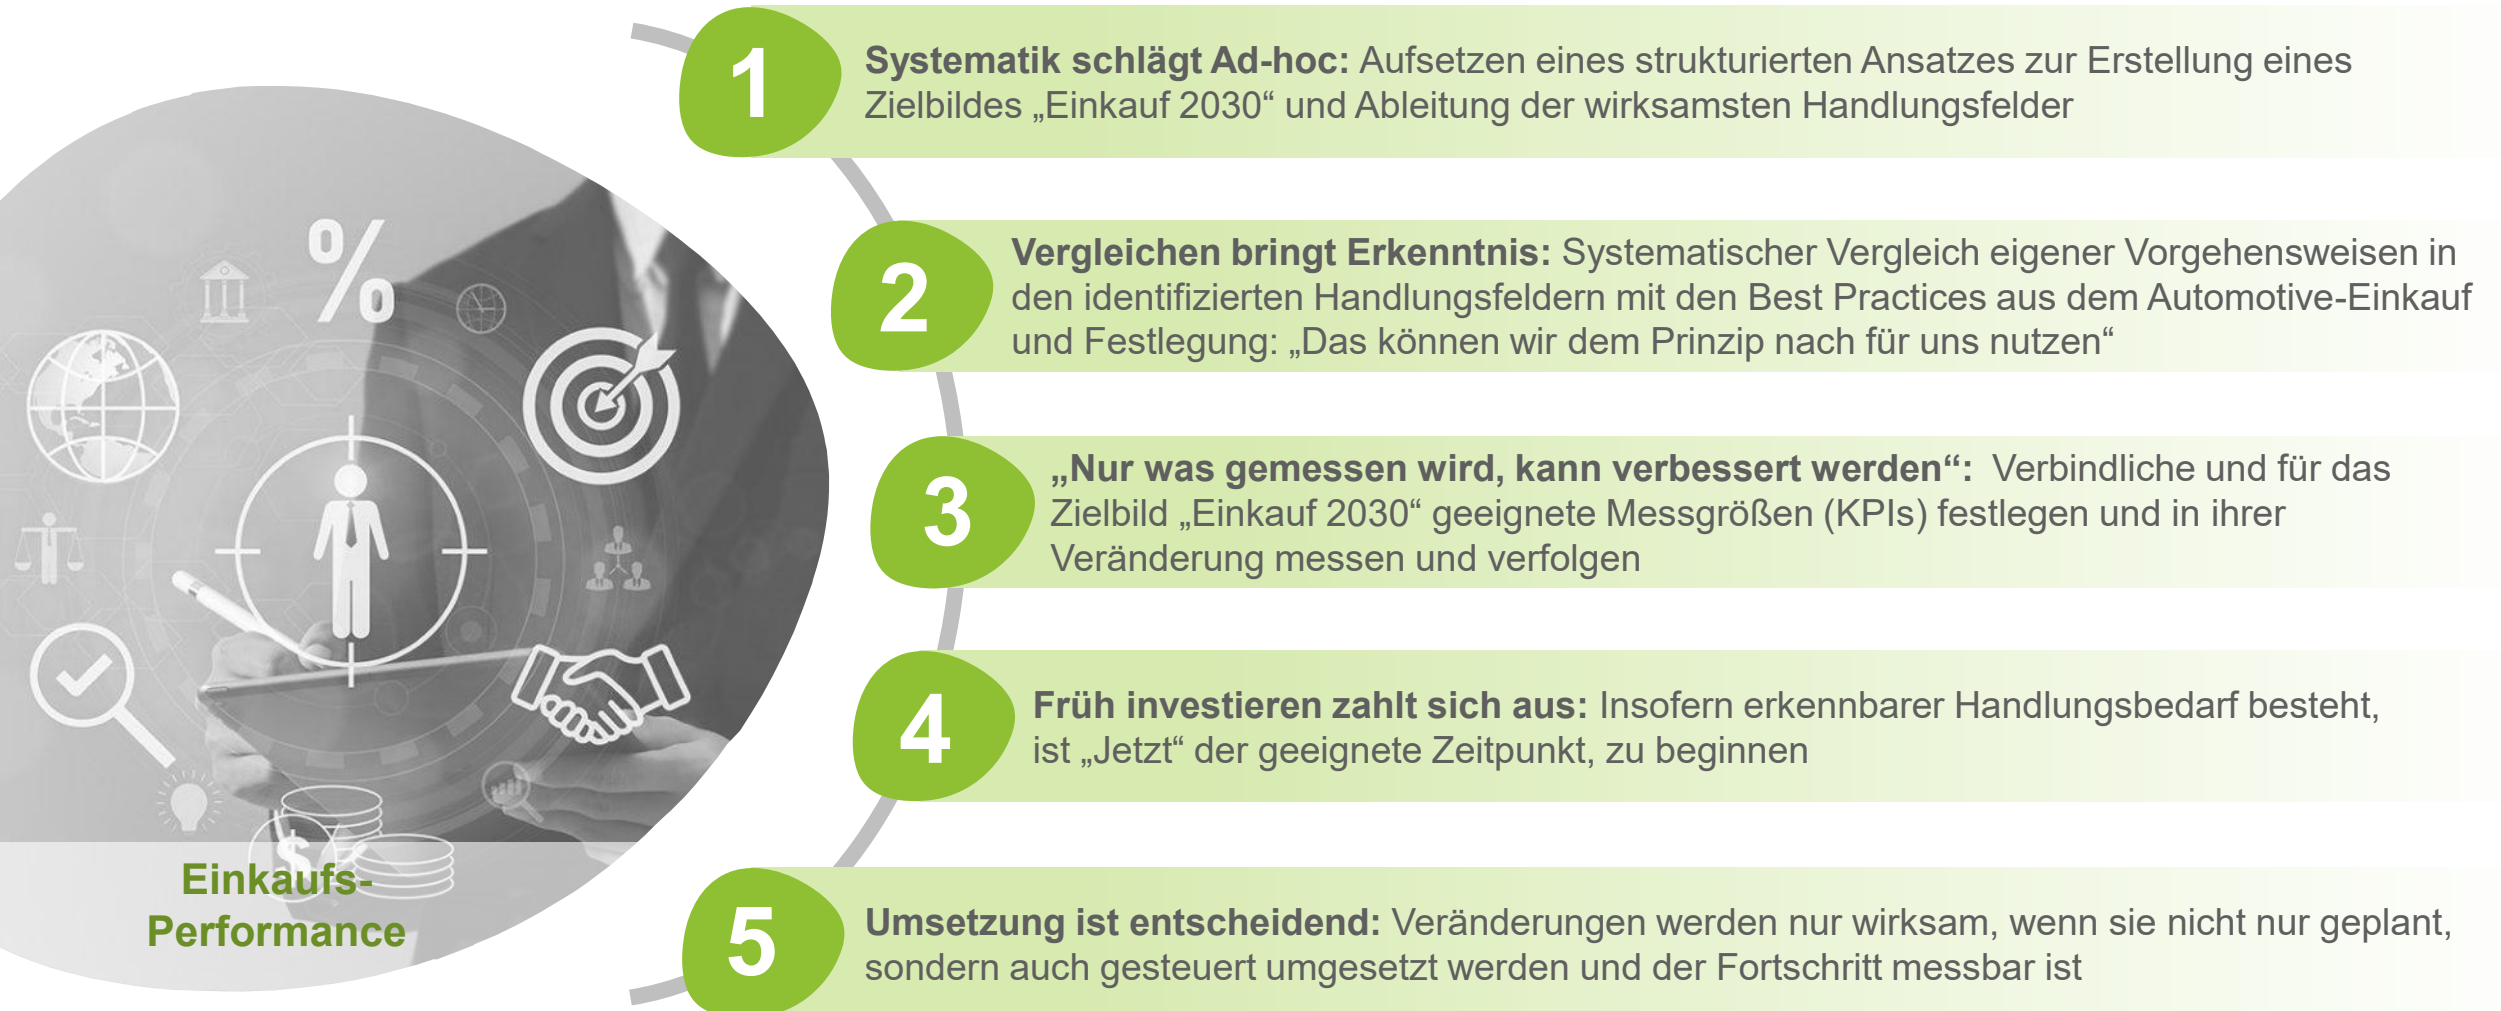 1
Systematik schlägt Ad-hoc: Aufsetzen eines strukturierten Ansatzes zur Erstellung eines
Zielbildes „Einkauf 2030“ und Ableitung der wirksamsten Handlungsfelder
2
Vergleichen bringt Erkenntnis: Systematischer Vergleich eigener Vorgehensweisen in
den identifizierten Handlungsfeldern mit den Best Practices aus dem Automotive-Einkauf
und Festlegung: „Das können wir dem Prinzip nach für uns nutzen“
3
„Nur was gemessen wird, kann verbessert werden“: Verbindliche und für das
Zielbild „Einkauf 2030“ geeignete Messgrößen (KPIs) festlegen und in ihrer
Veränderung messen und verfolgen
4
Früh investieren zahlt sich aus: Insofern erkennbarer Handlungsbedarf besteht,
ist „Jetzt“ der geeignete Zeitpunkt, zu beginnen
5
Umsetzung ist entscheidend: Veränderungen werden nur wirksam, wenn sie nicht nur geplant,
sondern auch gesteuert umgesetzt werden und der Fortschritt messbar ist
%
$
Einkaufs-
Performance